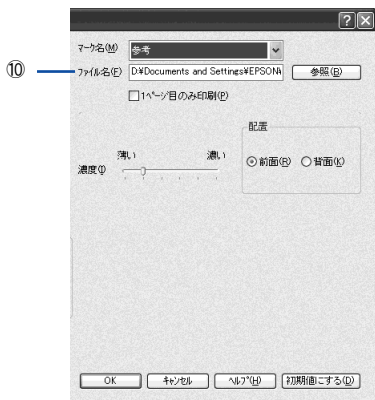 マーク名(M) 参考
⑩ ファイル名(F) D:¥Documents and Settings¥EPSON¥ 参照(B)
1ページ目のみ印刷(P)
配置
薄い 濃い
濃度(I)
前面(R) 背面(K)
OK キャンセル ヘルプ(H) 初期値にする(D)